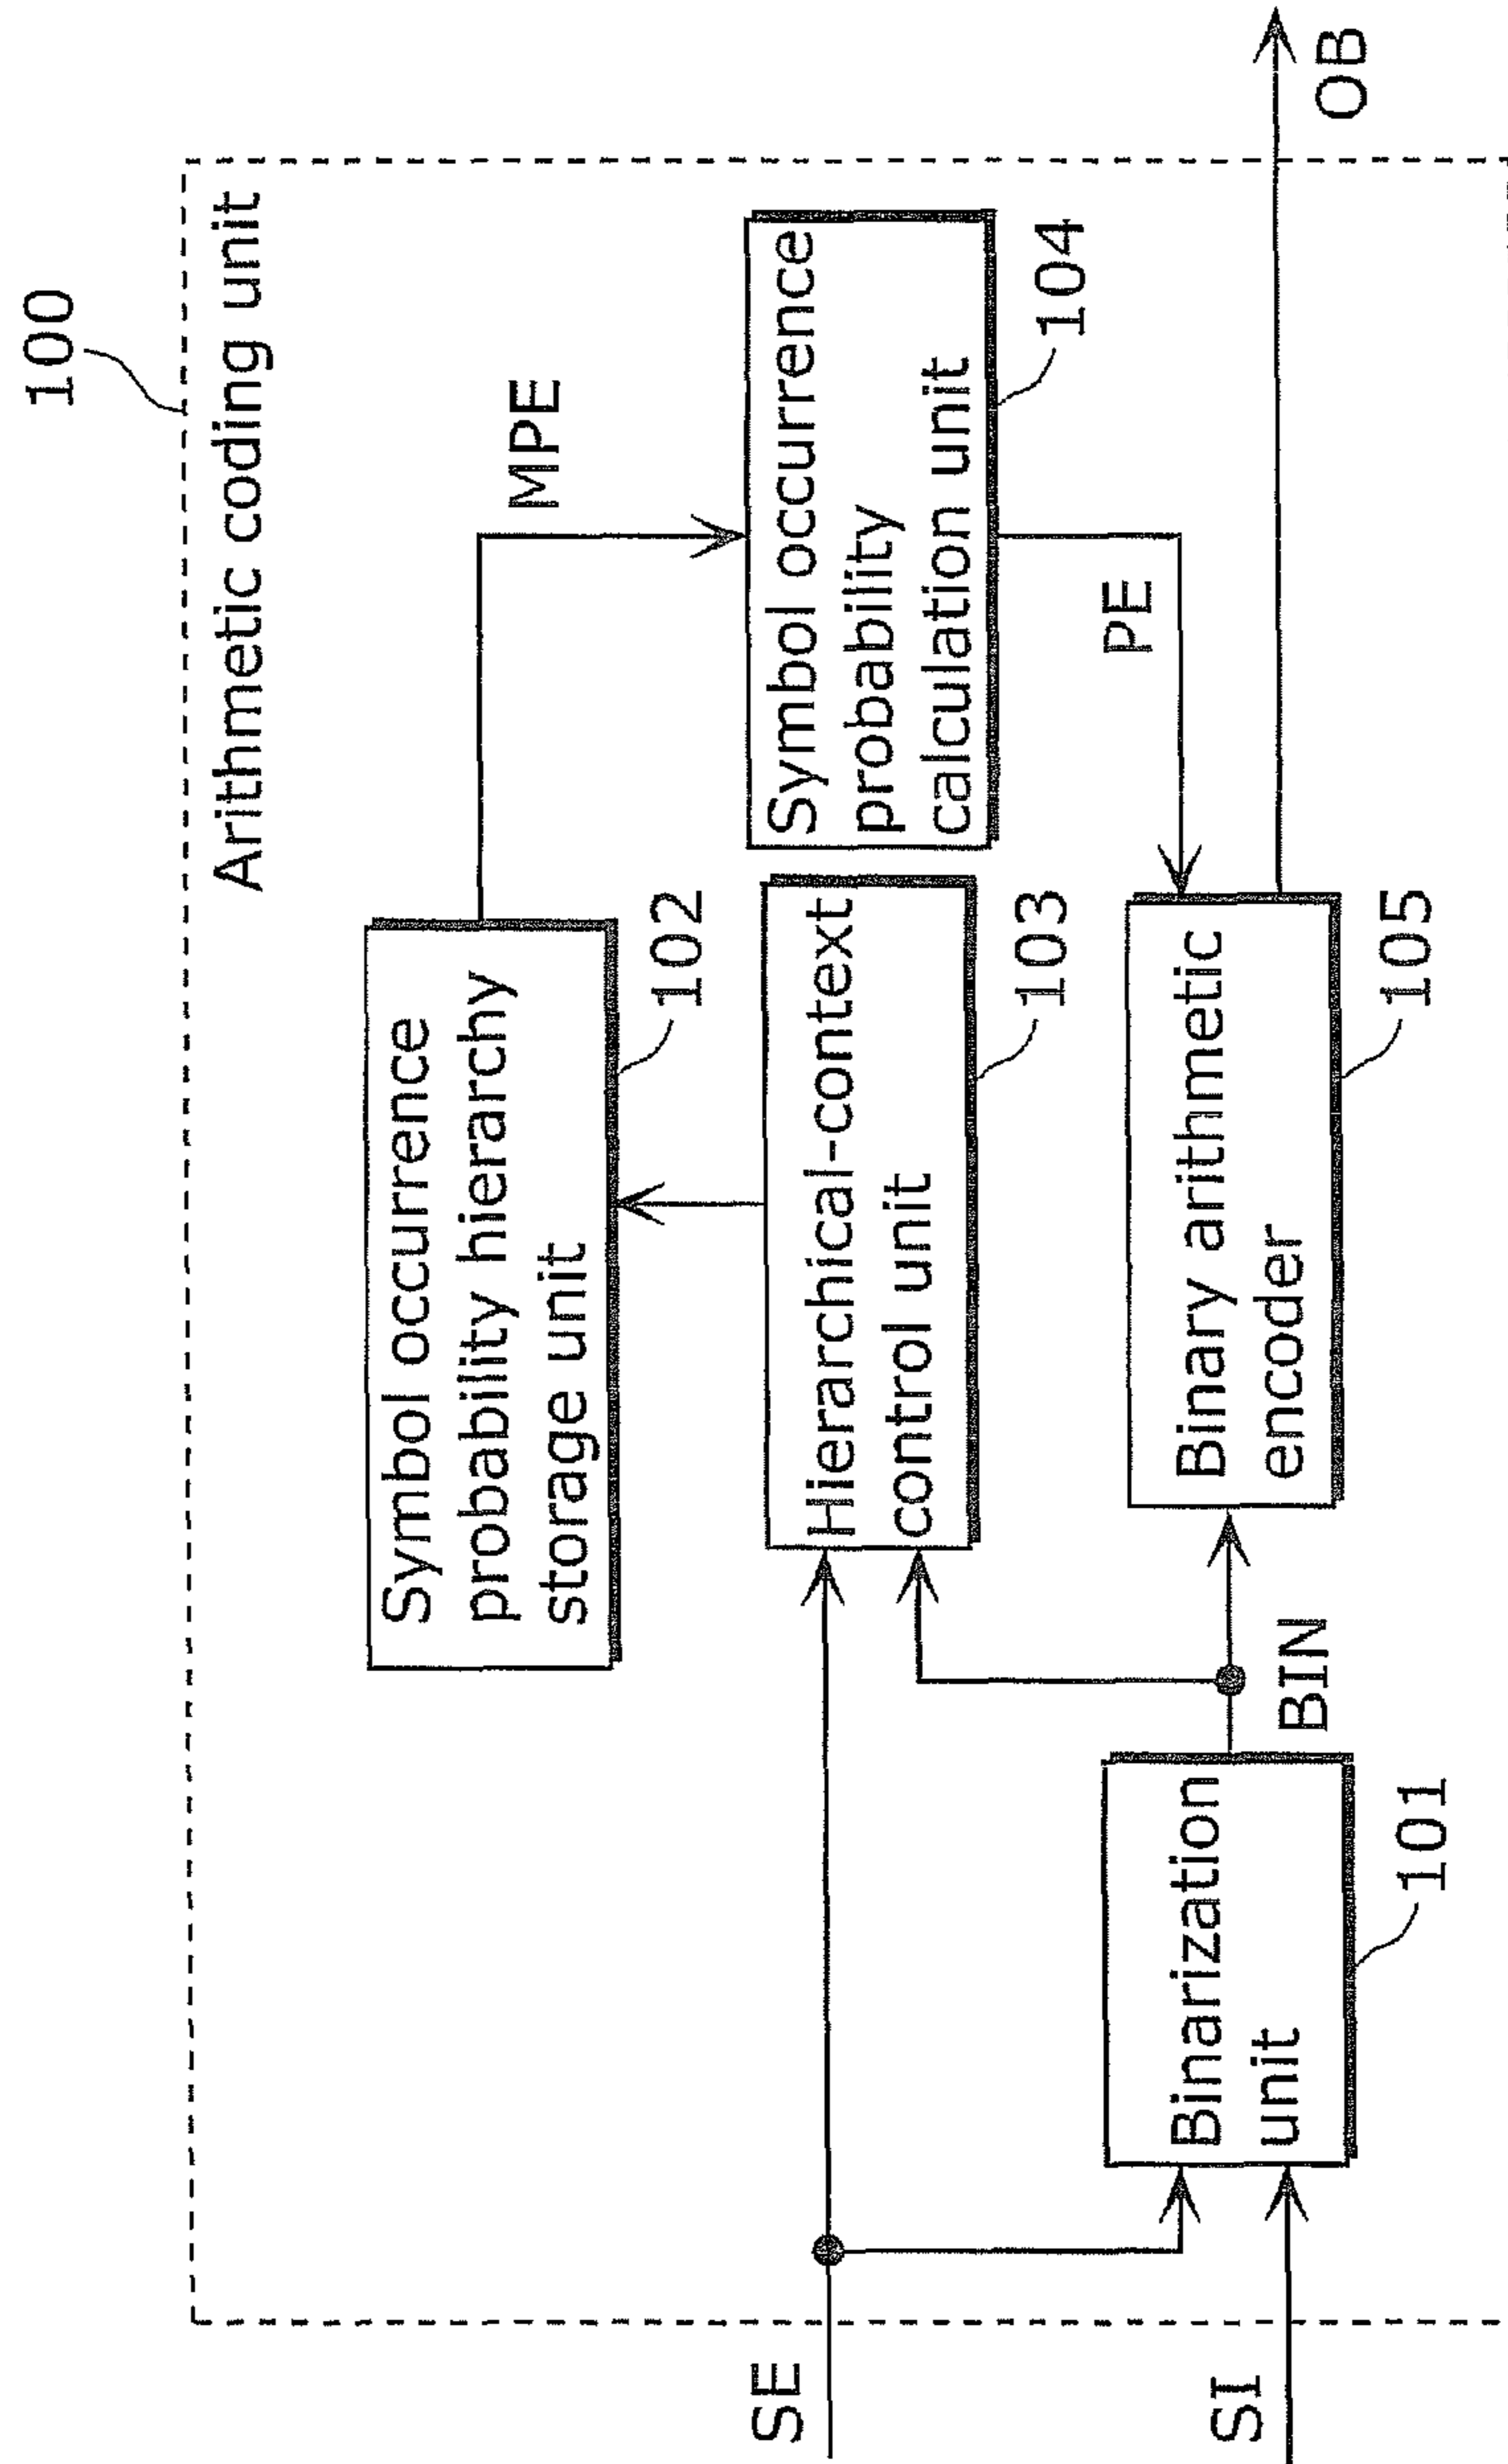 100
Arithmetic coding unit
Symbol occurrence
probability hierarchy
storage unit
102
MPE
Hierarchical-context
control unit
103
Symbol occurrence
probability
calculation unit
104
SE
PE
Binarization
unit
101
BIN
Binary arithmetic
encoder
105
SI
OB